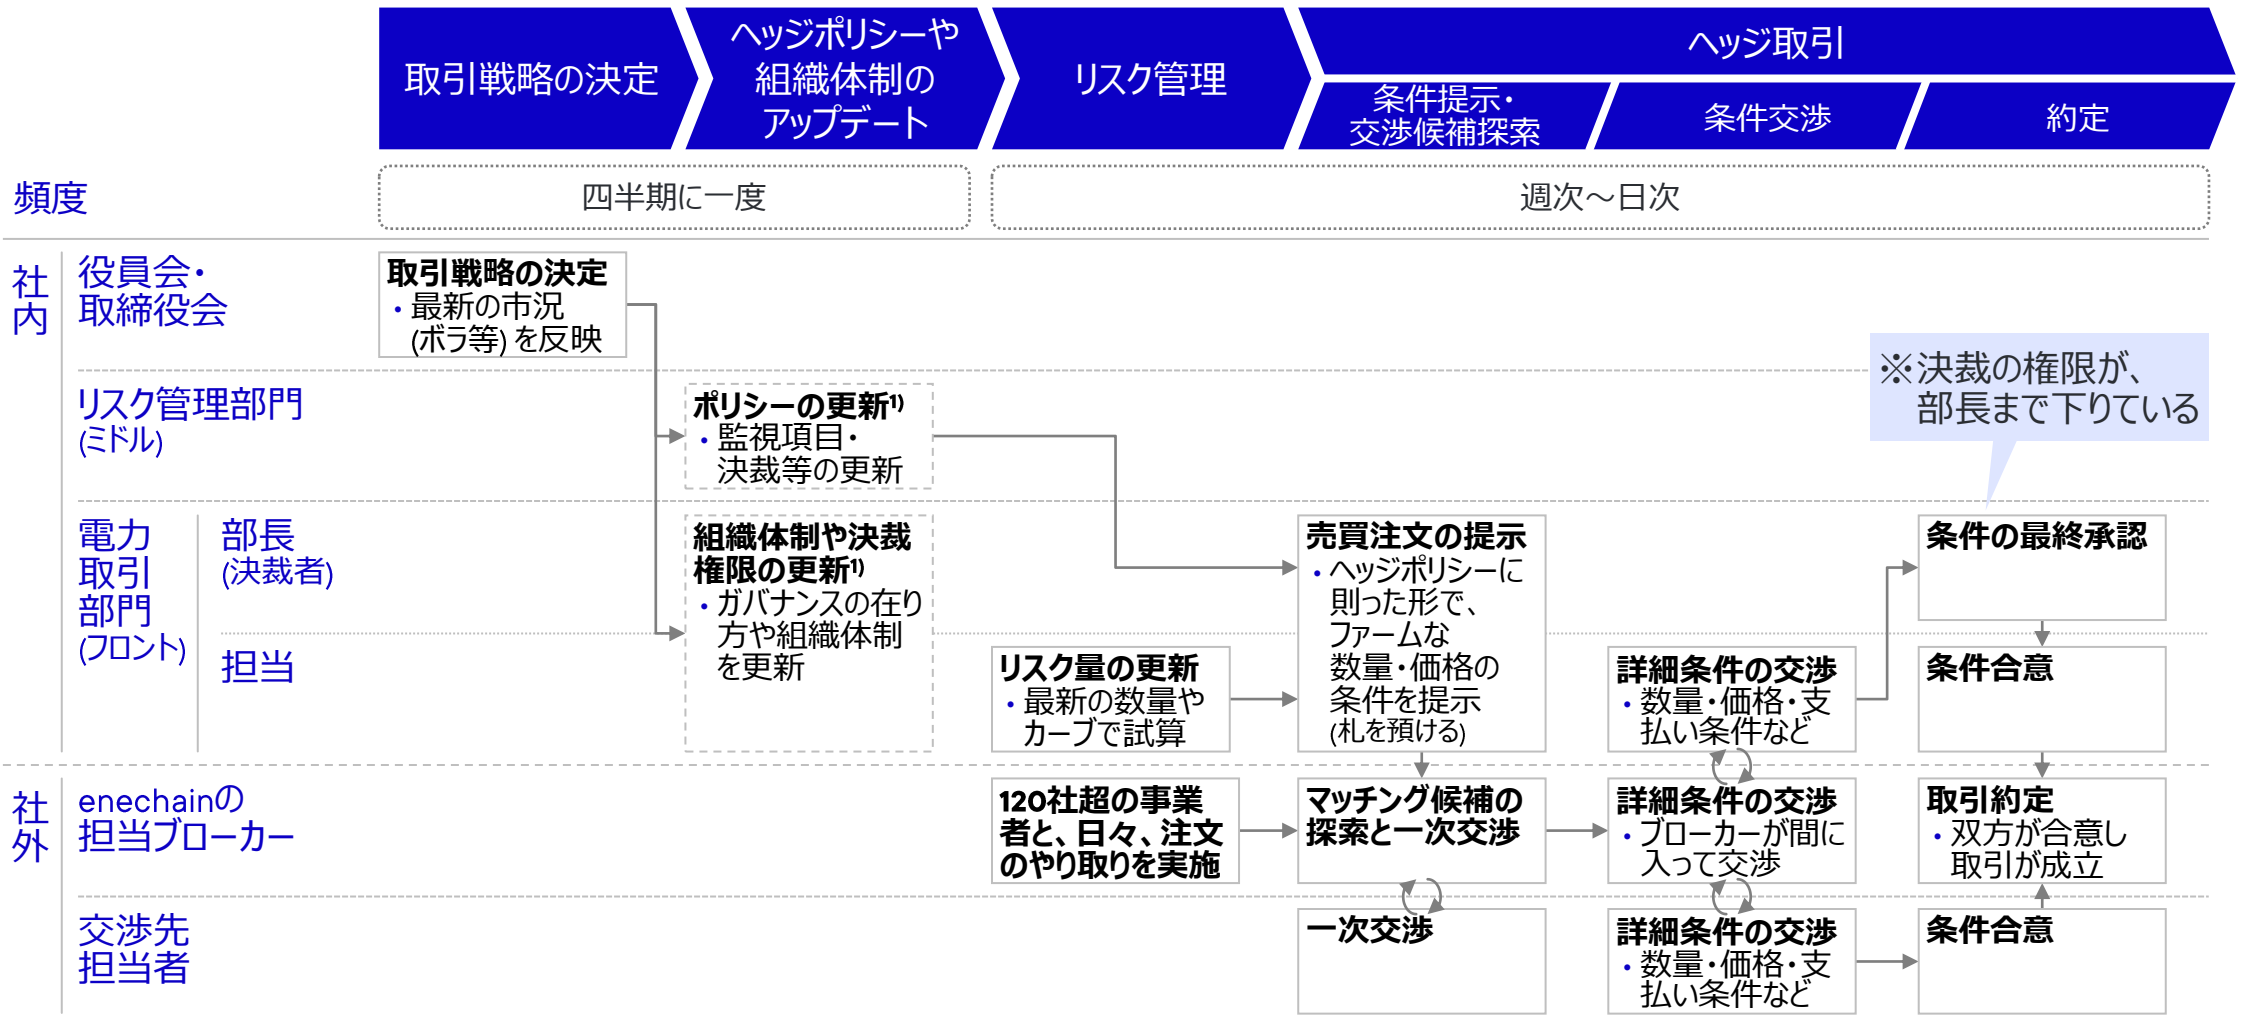 取引戦略の決定
ヘッジポリシーや
組織体制の
アップデート
リスク管理
ヘッジ取引
条件提示・
交渉候補探索
条件交渉
約定
頻度
四半期に一度
週次～日次
社内
役員会・
取締役会
取引戦略の決定
・最新の市況
(ボラ等) を反映
※決裁の権限が、
部長まで下りている
リスク管理部門
(ミドル)
ポリシーの更新1)
・監視項目・
決裁等の更新
電力
取引
部門
(フロント)
部長
(決裁者)
組織体制や決裁
権限の更新1)
・ガバナンスの在り
方や組織体制
を更新
売買注文の提示
・ヘッジポリシーに
則った形で、
ファームな
数量・価格の
条件を提示
(札を預ける)
条件の最終承認
担当
リスク量の更新
・最新の数量や
カーブで試算
詳細条件の交渉
・数量・価格・支
払い条件など
条件合意
社外
enechainの
担当ブローカー
120社超の事業
者と、日々、注文
のやり取りを実施
マッチング候補の
探索と一次交渉
詳細条件の交渉
・ブローカーが間に
入って交渉
取引約定
・双方が合意し
取引が成立
交渉先
担当者
一次交渉
詳細条件の交渉
・数量・価格・支
払い条件など
条件合意